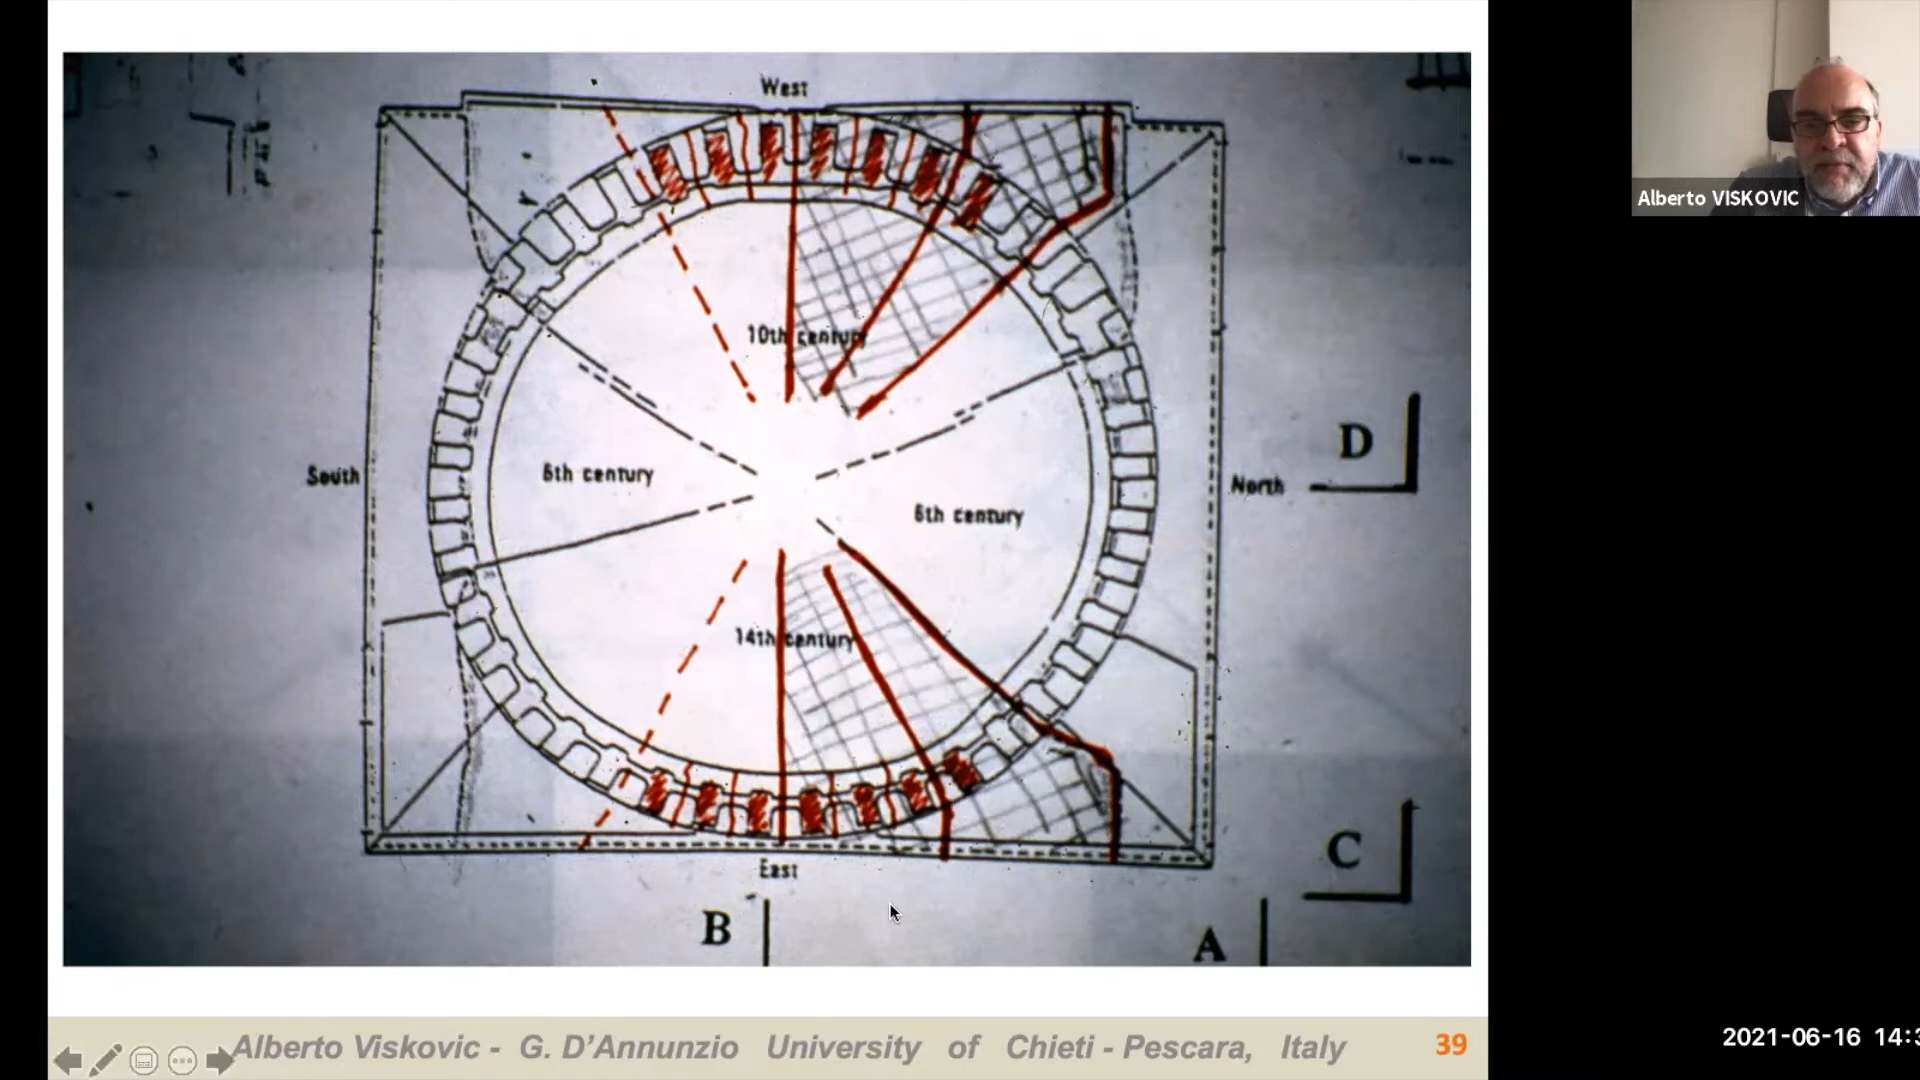 West
10th century
South
6th century
6th century
North
D
14th century
East
C
B
A
Alberto VISKOVIC
Alberto Viskovic - G. D'Annunzio University of Chieti - Pescara, Italy
39
2021-06-16 14:3